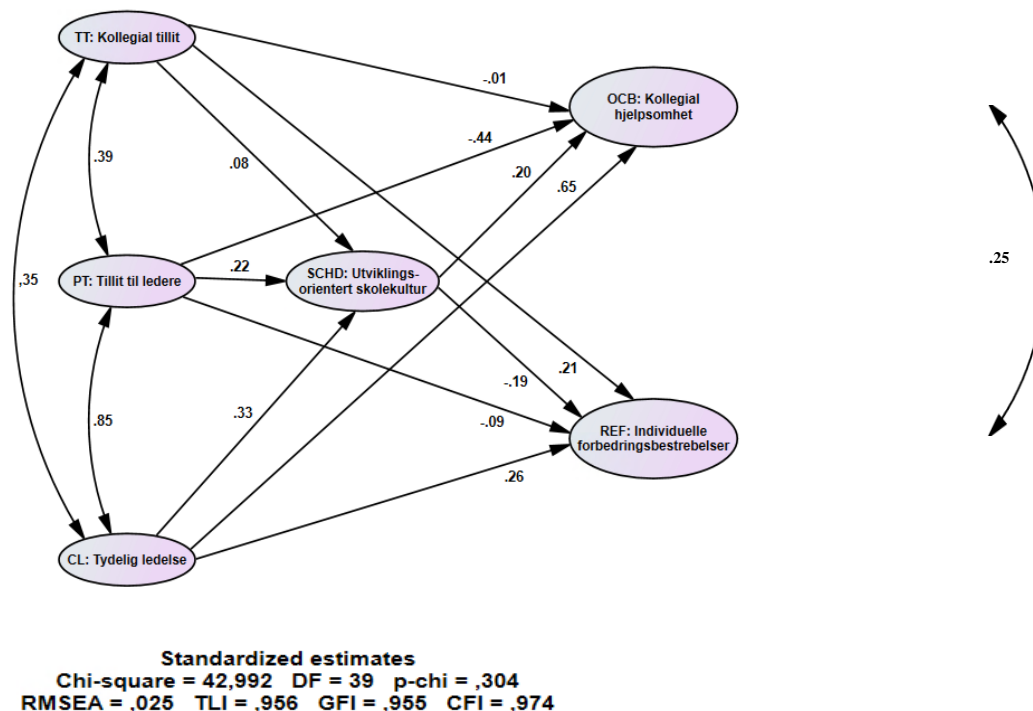 TT: Kollegial tillit
-.01
OCB: Kollegial
hjelpsomhet
-.44
.39
.08
.20
.65
SCHD: Utviklings-
orientert skolekultur
.22
PT: Tillit til ledere
,35
.25
.21
-.19
.33
-.09
.85
REF: Individuelle
forbedringsbestrebelser
.26
CL: Tydelig ledelse
Standardized estimates
Chi-square = 42,992 DF = 39 p-chi = ,304
RMSEA = ,025 TLI = ,956 GFI = ,955 CFI = ,974